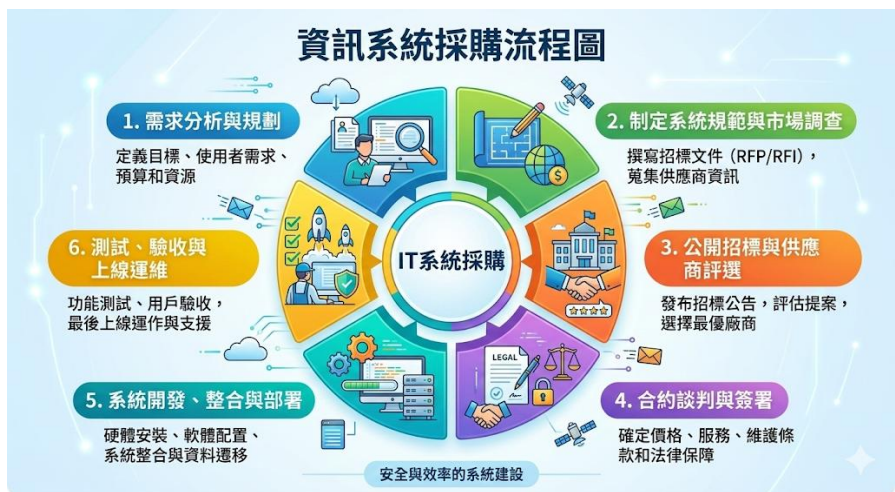 資訊系統採購流程圖
1. 需求分析與規劃
定義目標、使用者需求、
預算和資源
2. 制定系統規範與市場調查
撰寫招標文件 (RFP/RFI)，
蒐集供應商資訊
3. 公開招標與供應
商評選
發布招標公告，評估提案，
選擇最優廠商
4. 合約談判與簽署
確定價格、服務、維護條
款和法律保障
5. 系統開發、整合與部署
硬體安裝、軟體配置、
系統整合與資料遷移
6. 測試、驗收與
上線運維
功能測試、用戶驗收，
最後上線運作與支援
IT系統採購
LEGAL
安全與效率的系統建設